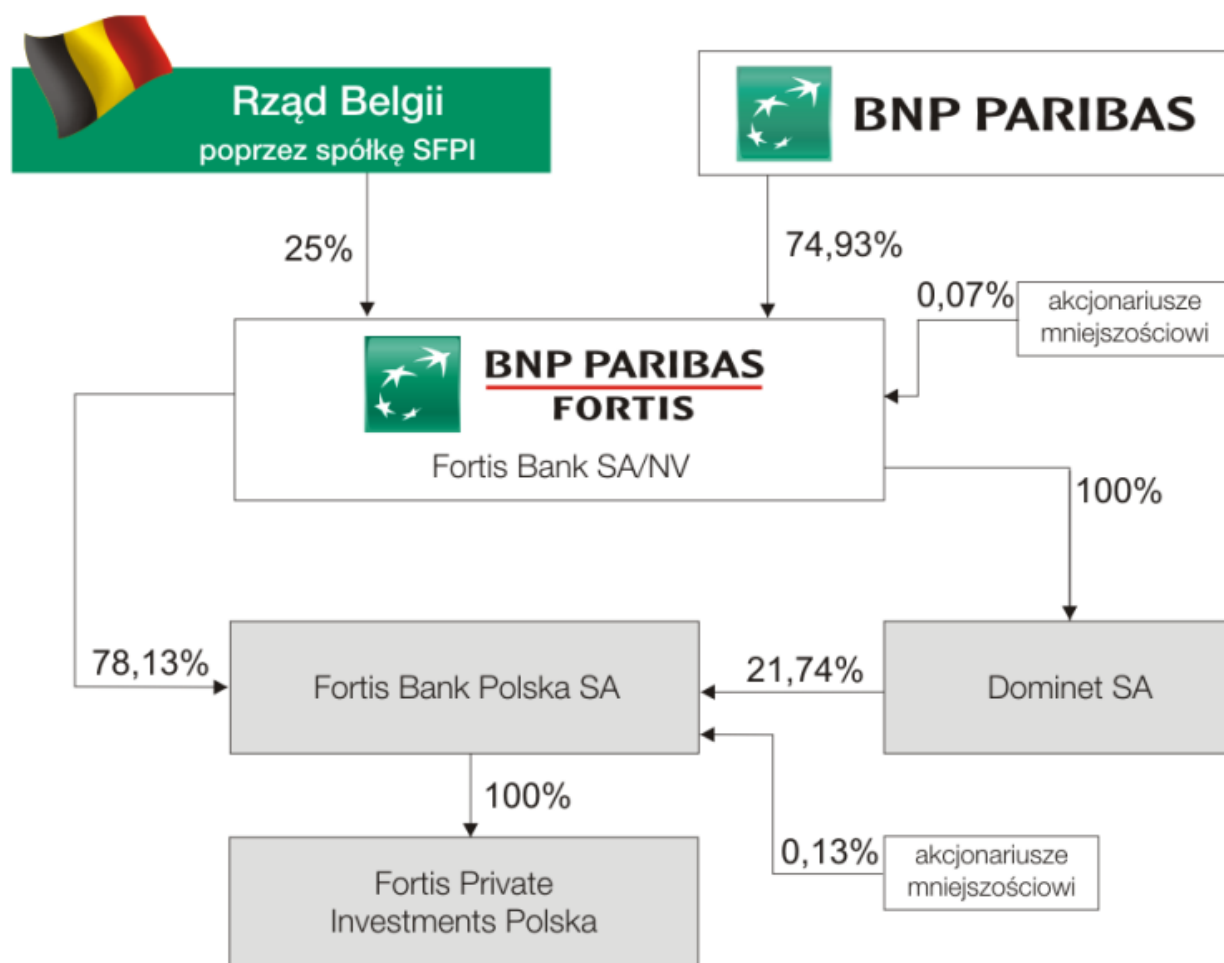 Rząd Belgii
poprzez spółkę SFPI
BNP PARIBAS
25%
74,93%
0,07%
akcjonariusze
mniejszościowi
BNP PARIBAS
FORTIS
Fortis Bank SA/NV
100%
78,13%
Fortis Bank Polska SA
21,74%
Dominet SA
100%
0,13%
akcjonariusze
mniejszościowi
Fortis Private
Investments Polska